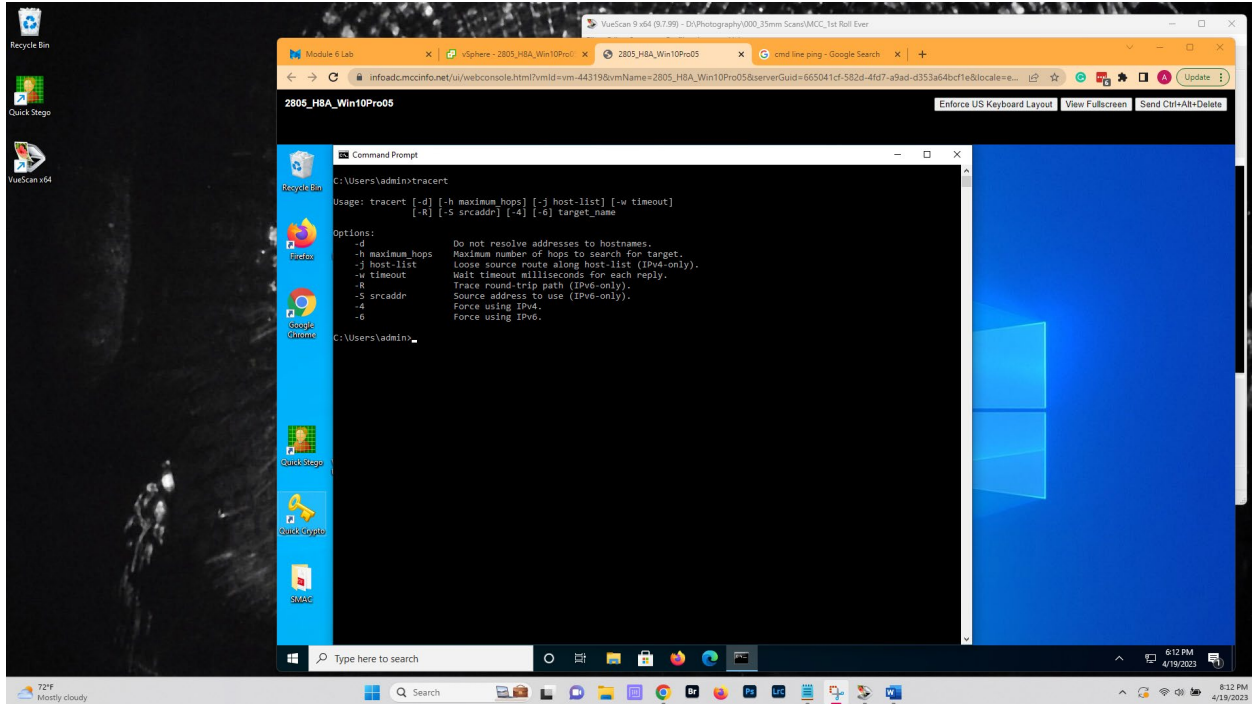 Recycle Bin
Quick Stego
VueScan x64
VueScan 9 x64 (9.7.99) - D:\Photography\000_35mm Scans\MCC_1st Roll Ever
Module 6 Lab
vSphere - 2805_H8A_Win10Pro0
2805_H8A_Win10Pro05
cmd line ping - Google Search
infoadc.mccinfo.net/ui/webconsole.html?vmId=vm-44319&vmName=2805_H8A_Win10Pro05&serverGuid=665041cf-582d-4fd7-a9ad-d353a64bcf1e&locale=e...
A
Update
2805_H8A_Win10Pro05
Enforce US Keyboard Layout
View Fullscreen
Send Ctrl+Alt+Delete
Recycle Bin
Firefox
Google
Chrome
Quick Stego
Quick Crypto
SMAC
Command Prompt
C:\Users\admin>tracert
Usage: tracert [-d] [-h maximum_hops] [-j host-list] [-w timeout]
[-R] [-S srcaddr] [-4] [-6] target_name
Options:
-d Do not resolve addresses to hostnames.
-h maximum_hops Maximum number of hops to search for target.
-j host-list Loose source route along host-list (IPv4-only).
-w timeout Wait timeout milliseconds for each reply.
-R Trace round-trip path (IPv6-only).
-S srcaddr Source address to use (IPv6-only).
-4 Force using IPv4.
-6 Force using IPv6.
C:\Users\admin>
Type here to search
6:12 PM
4/19/2023
72°F
Mostly cloudy
Search
Br
Ps
LrC
8:12 PM
4/19/2023